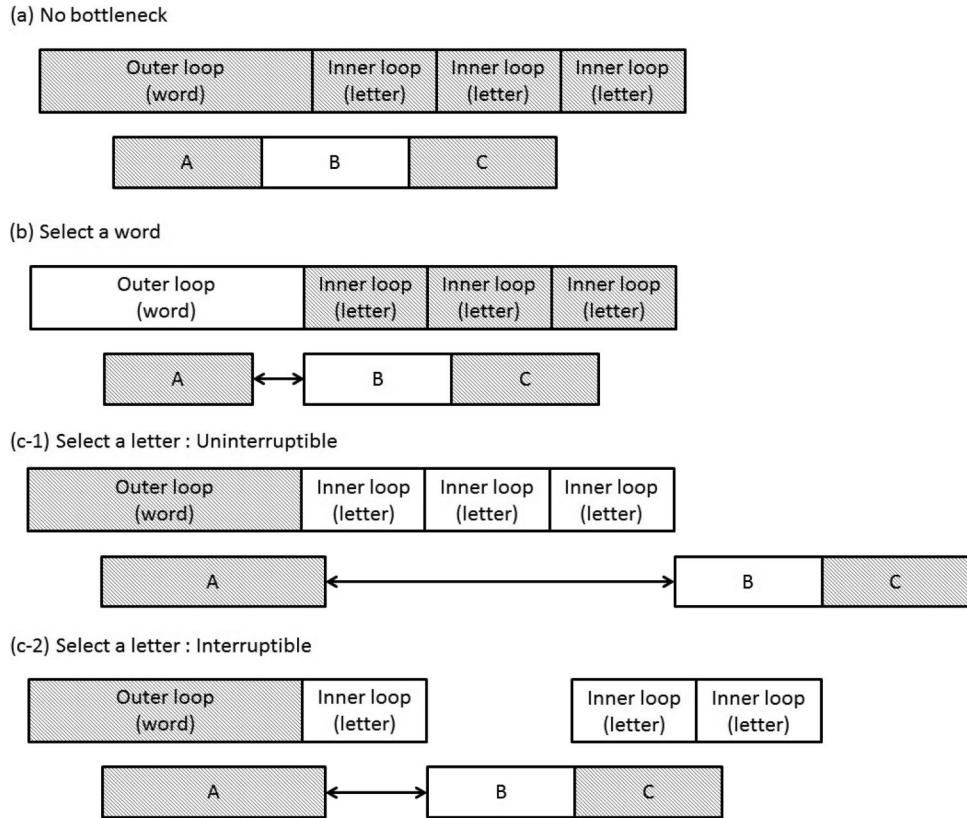 (a) No bottleneck
Outer loop Inner loop Inner loop Inner loop
(word) (letter) (letter) (letter)
A B C
(b) Select a word
Outer loop Inner loop Inner loop Inner loop
(word) (letter) (letter) (letter)
A B C
(c-1) Select a letter : Uninterruptible
Outer loop Inner loop Inner loop Inner loop
(word) (letter) (letter) (letter)
A B C
(c-2) Select a letter : Interruptible
Outer loop Inner loop Inner loop Inner loop
(word) (letter) (letter) (letter)
A B C